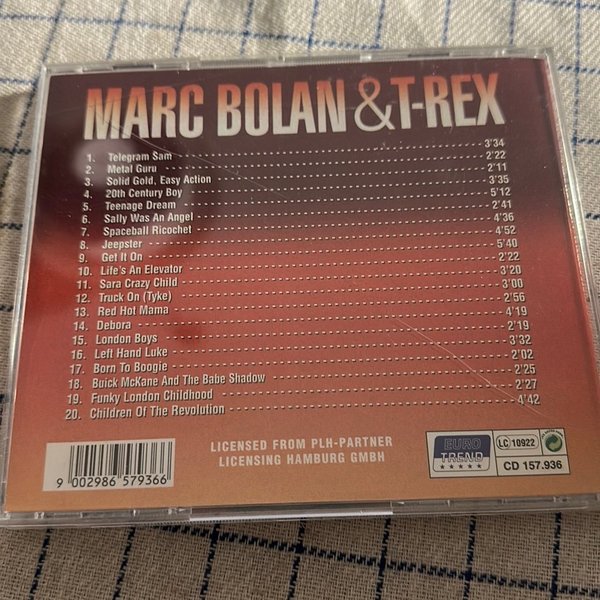 MARC BOLAN & T-REX
1. Telegram Sam 3'34
2. Metal Guru 2'22
3. Solid Gold, Easy Action 2'11
4. 20th Century Boy 3'35
5. Teenage Dream 5'12
6. Sally Was An Angel 2'41
7. Spaceball Ricochet 4'36
8. Jeepster 4'52
9. Get It On 5'40
10. Life's An Elevator 2'22
11. Sara Crazy Child 3'20
12. Truck On (Tyke) 3'00
13. Red Hot Mama 2'56
14. Debora 4'19
15. London Boys 2'19
16. Left Hand Luke 3'32
17. Born To Boogie 2'02
18. Buick McKane And The Babe Shadow 2'25
19. Funky London Childhood 2'27
20. Children Of The Revolution 4'42
9 002986 579366
LICENSED FROM PLH-PARTNER
LICENSING HAMBURG GMBH
EURO
TREND
LC 10922
CD 157.936